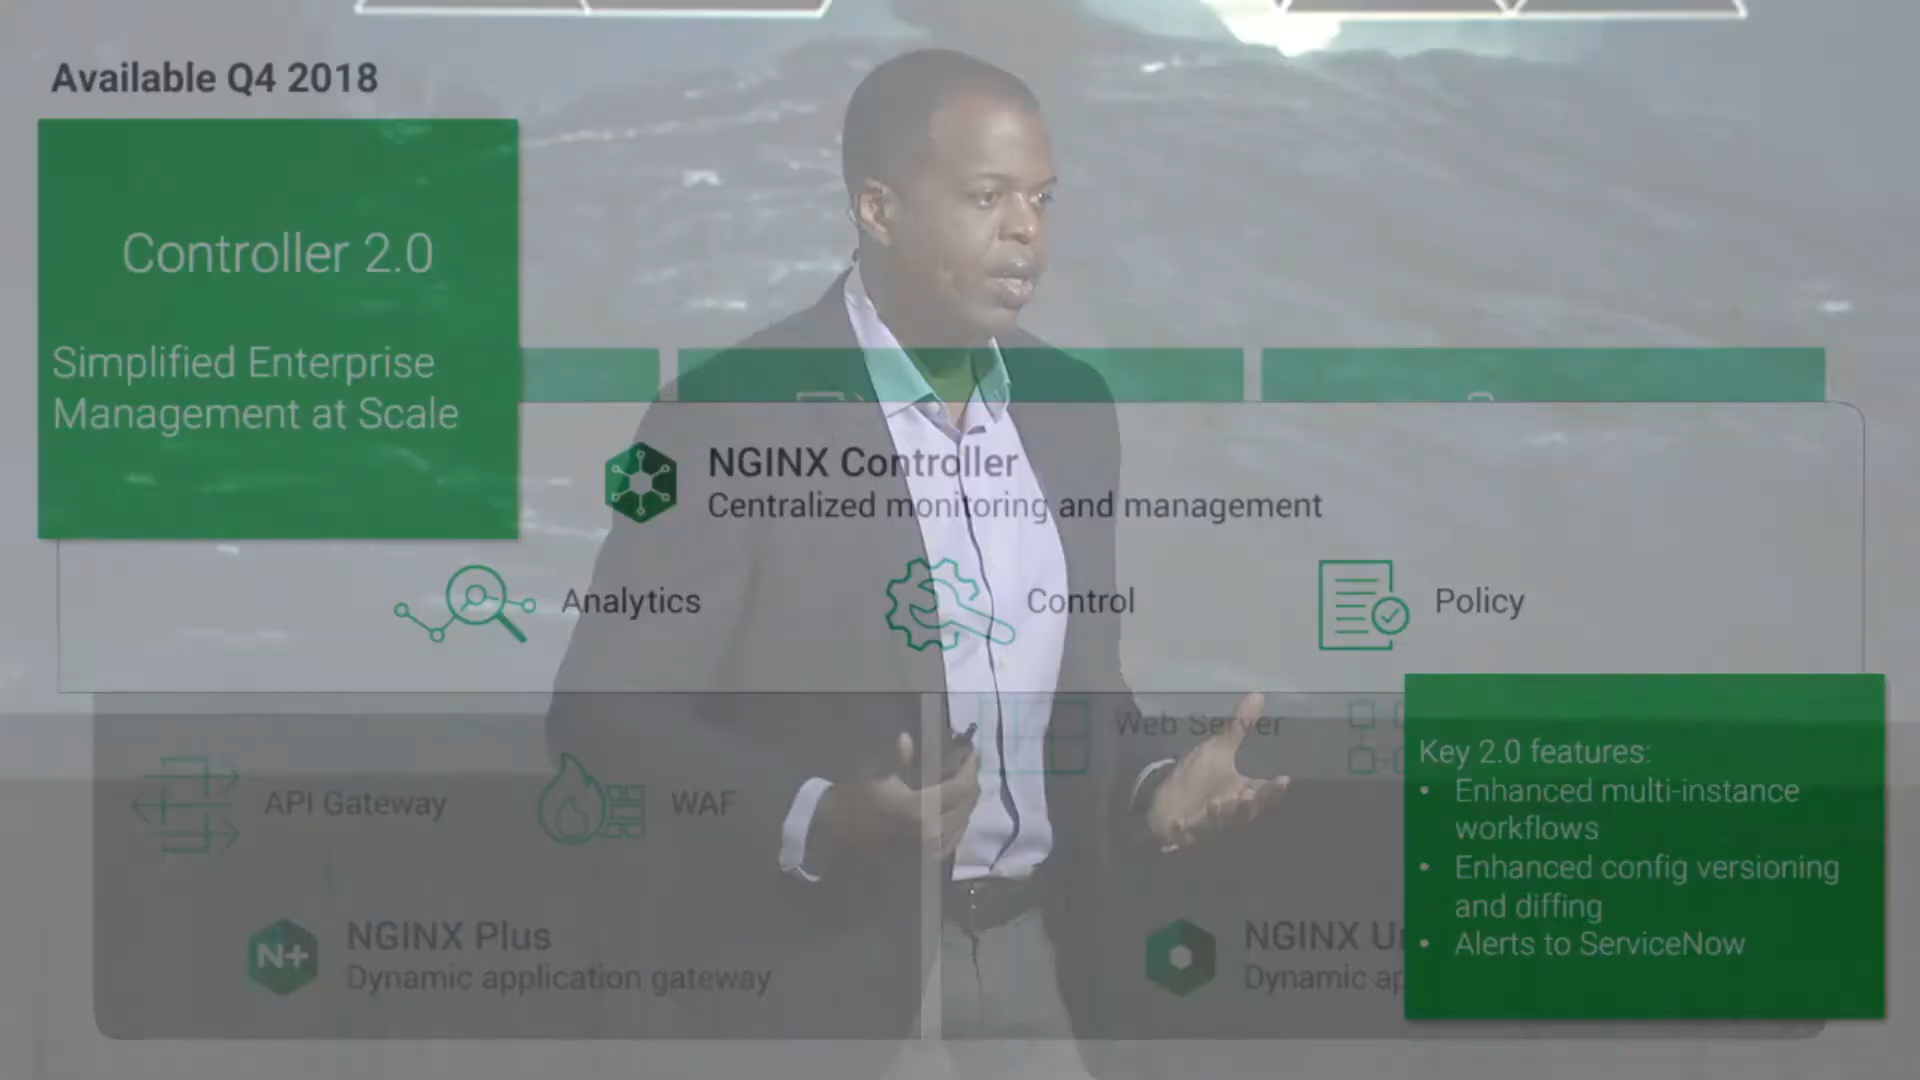 Available Q4 2018
Controller 2.0
Simplified Enterprise
Management at Scale
NGINX Controller
Centralized monitoring and management
Analytics
Control
Policy
Web Server
API Gateway
WAF
N+
NGINX Plus
Dynamic application gateway
NGINX
Dynamic
Key 2.0 features:
• Enhanced multi-instance
workflows
• Enhanced config versioning
and diffing
• Alerts to ServiceNow